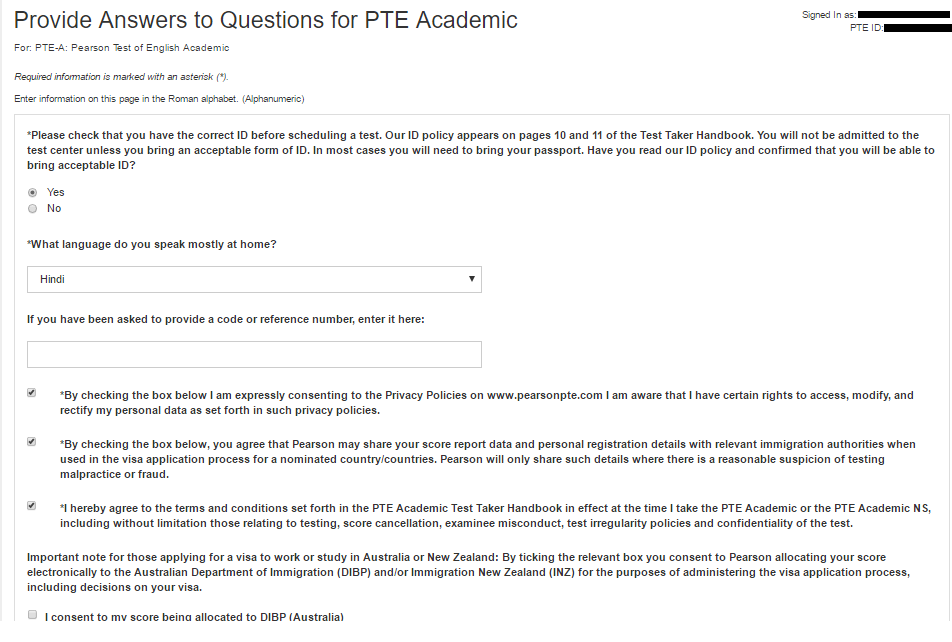 Provide Answers to Questions for PTE Academic
Signed In as:
PTE ID:
For: PTE-A: Pearson Test of English Academic
Required information is marked with an asterisk (*).
Enter information on this page in the Roman alphabet. (Alphanumeric)
*Please check that you have the correct ID before scheduling a test. Our ID policy appears on pages 10 and 11 of the Test Taker Handbook. You will not be admitted to the
test center unless you bring an acceptable form of ID. In most cases you will need to bring your passport. Have you read our ID policy and confirmed that you will be able to
bring acceptable ID?
Yes
No
*What language do you speak mostly at home?
Hindi
If you have been asked to provide a code or reference number, enter it here:
*By checking the box below I am expressly consenting to the Privacy Policies on www.pearsonpte.com I am aware that I have certain rights to access, modify, and
rectify my personal data as set forth in such privacy policies.
*By checking the box below, you agree that Pearson may share your score report data and personal registration details with relevant immigration authorities when
used in the visa application process for a nominated country/countries. Pearson will only share such details where there is a reasonable suspicion of testing
malpractice or fraud.
*I hereby agree to the terms and conditions set forth in the PTE Academic Test Taker Handbook in effect at the time I take the PTE Academic or the PTE Academic NS,
including without limitation those relating to testing, score cancellation, examinee misconduct, test irregularity policies and confidentiality of the test.
Important note for those applying for a visa to work or study in Australia or New Zealand: By ticking the relevant box you consent to Pearson allocating your score
electronically to the Australian Department of Immigration (DIBP) and/or Immigration New Zealand (INZ) for the purposes of administering the visa application process,
including decisions on your visa.
I consent to my score being allocated to DIBP (Australia)